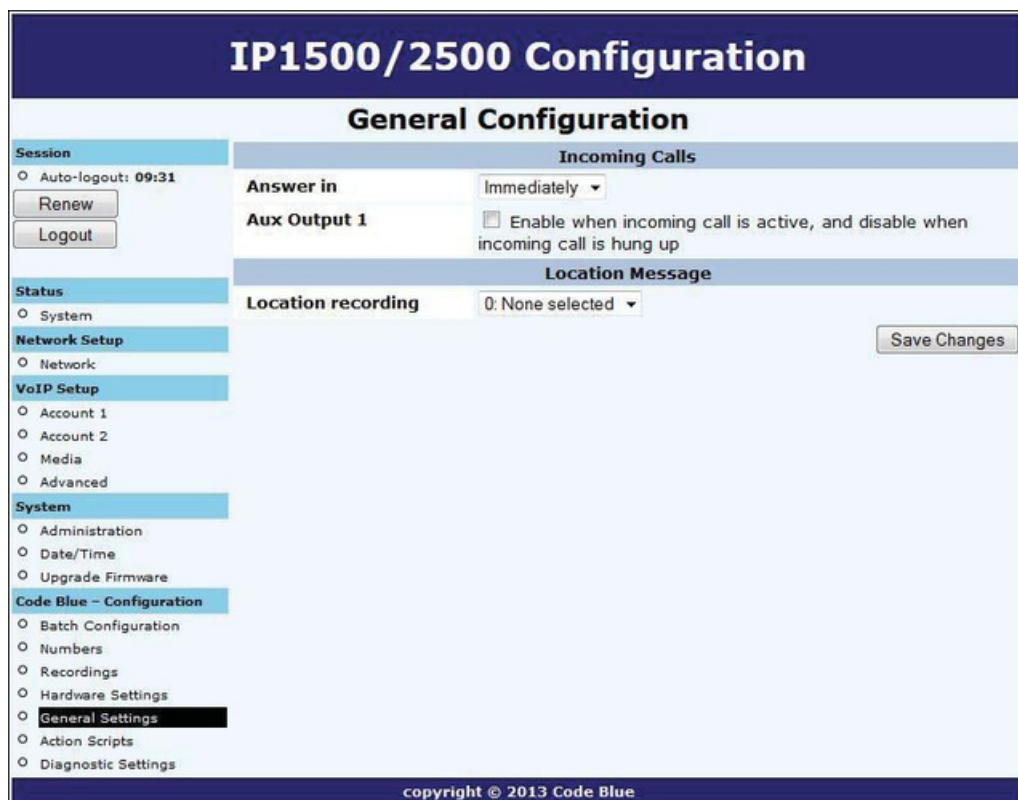 IP1500/2500 Configuration
General Configuration
Session
Auto-logout: 09:31
Renew
Logout
Status
System
Network Setup
Network
VoIP Setup
Account 1
Account 2
Media
Advanced
System
Administration
Date/Time
Upgrade Firmware
Code Blue – Configuration
Batch Configuration
Numbers
Recordings
Hardware Settings
General Settings
Action Scripts
Diagnostic Settings
Incoming Calls
Answer in Immediately
Aux Output 1 Enable when incoming call is active, and disable when
incoming call is hung up
Location Message
Location recording 0: None selected
Save Changes
copyright © 2013 Code Blue